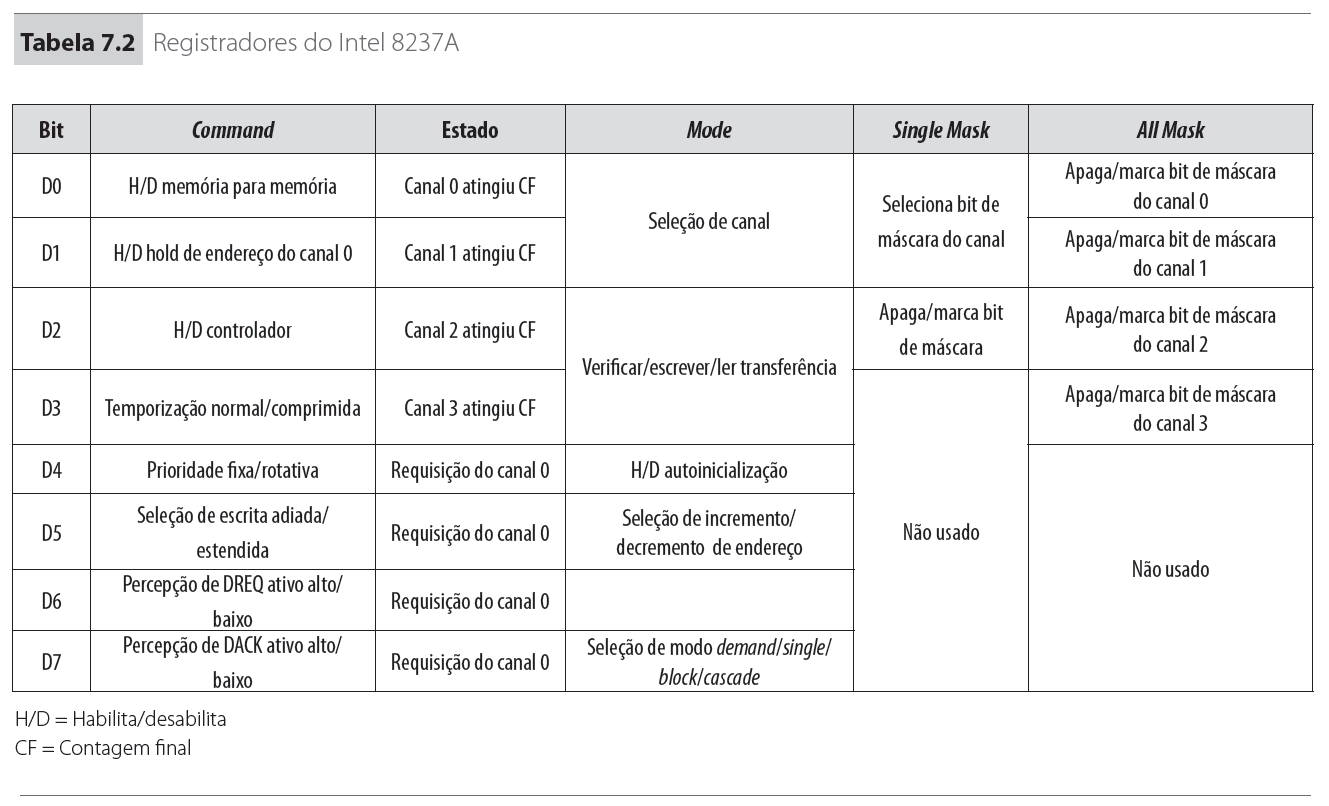 Tabela 7.2 Registradores do Intel 8237A
Bit Command Estado Mode Single Mask All Mask
D0 H/D memória para memória Canal 0 atingiu CF Seleção de canal Seleciona bit de
máscara do canal Apaga/marca bit de máscara
do canal 0
D1 H/D hold de endereço do canal 0 Canal 1 atingiu CF Apaga/marca bit de máscara
do canal 1
D2 H/D controlador Canal 2 atingiu CF Verificar/escrever/ler transferência Apaga/marca bit
de máscara Apaga/marca bit de máscara
do canal 2
D3 Temporização normal/comprimida Canal 3 atingiu CF Não usado Apaga/marca bit de máscara
do canal 3
D4 Prioridade fixa/rotativa Requisição do canal 0 H/D autoinicialização Não usado
D5 Seleção de escrita adiada/
estendida Requisição do canal 0 Seleção de incremento/
decremento de endereço
D6 Percepção de DREQ ativo alto/
baixo Requisição do canal 0
D7 Percepção de DACK ativo alto/
baixo Requisição do canal 0 Seleção de modo demand/single/
block/cascade
H/D = Habilita/desabilita
CF = Contagem final